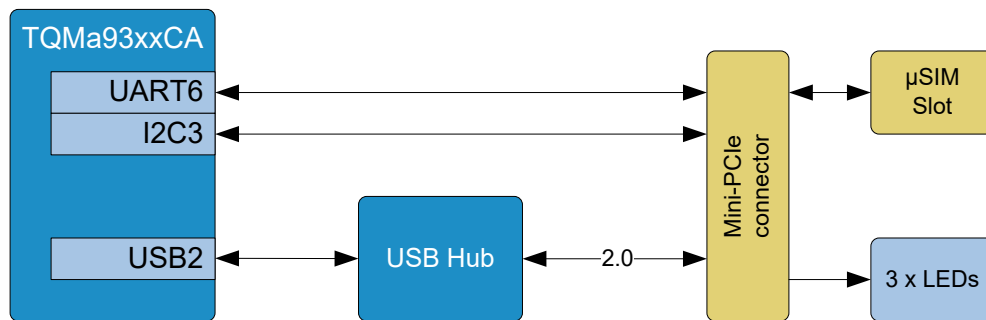 TQMa93xxCA
UART6
I2C3
USB2
USB Hub
2.0
Mini-PCIe
connector
µSIM
Slot
3 x LEDs